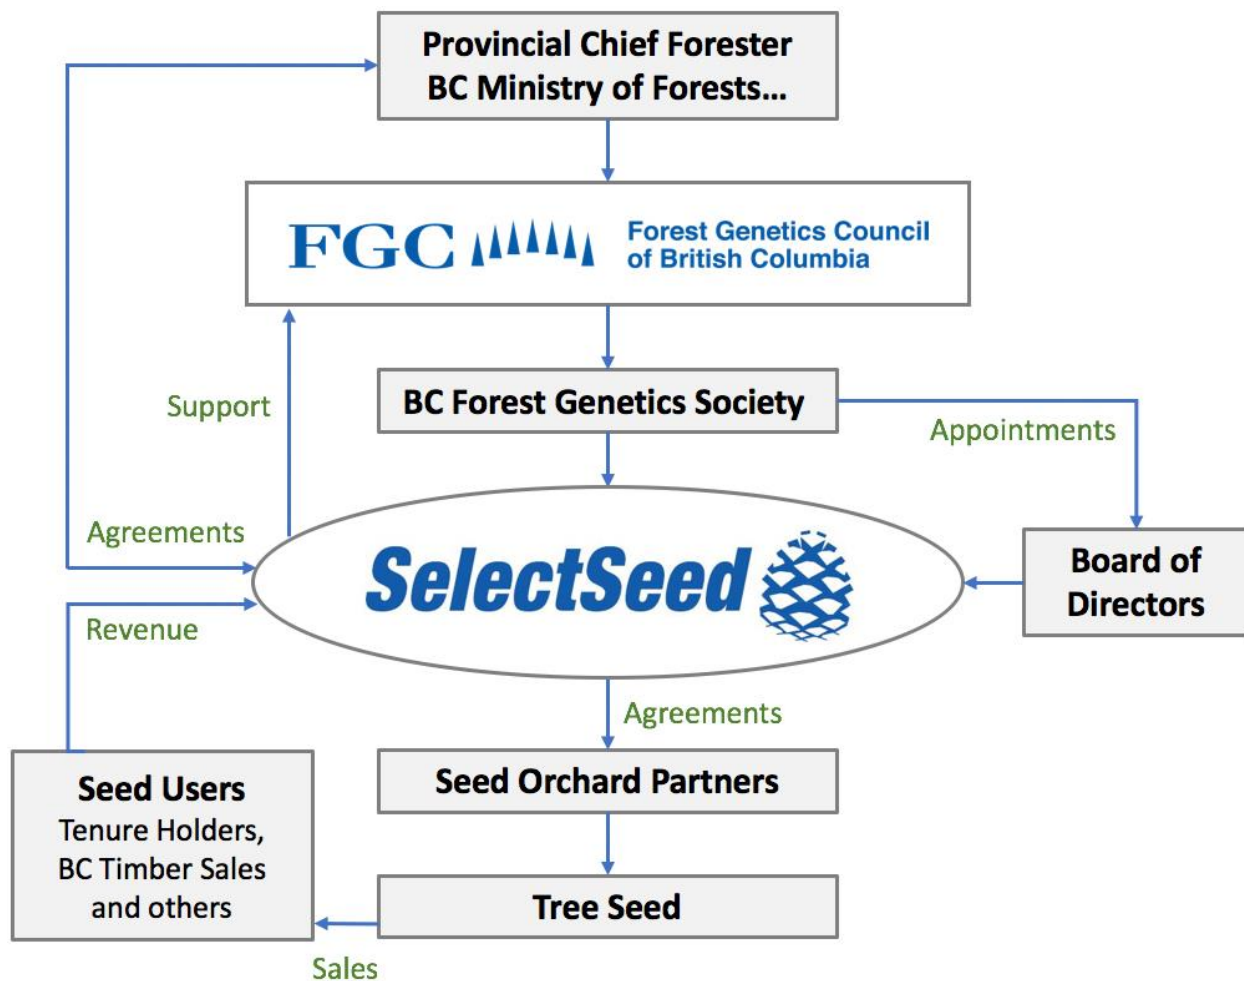 Provincial Chief Forester
BC Ministry of Forests…
FGC
Forest Genetics Council
of British Columbia
Support
BC Forest Genetics Society
Appointments
Agreements
SelectSeed
Board of
Directors
Revenue
Agreements
Seed Orchard Partners
Seed Users
Tenure Holders,
BC Timber Sales
and others
Tree Seed
Sales